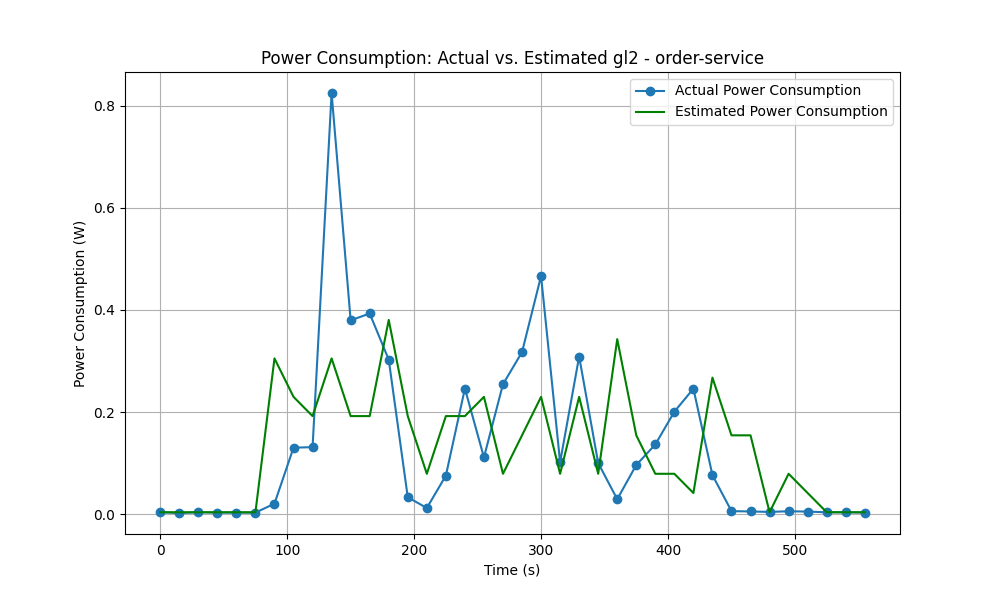 Power Consumption: Actual vs. Estimated gl2 - order-service
Actual Power Consumption
Estimated Power Consumption
Power Consumption (W)
0.8
0.6
0.4
0.2
0.0
0 100 200 300 400 500
Time (s)